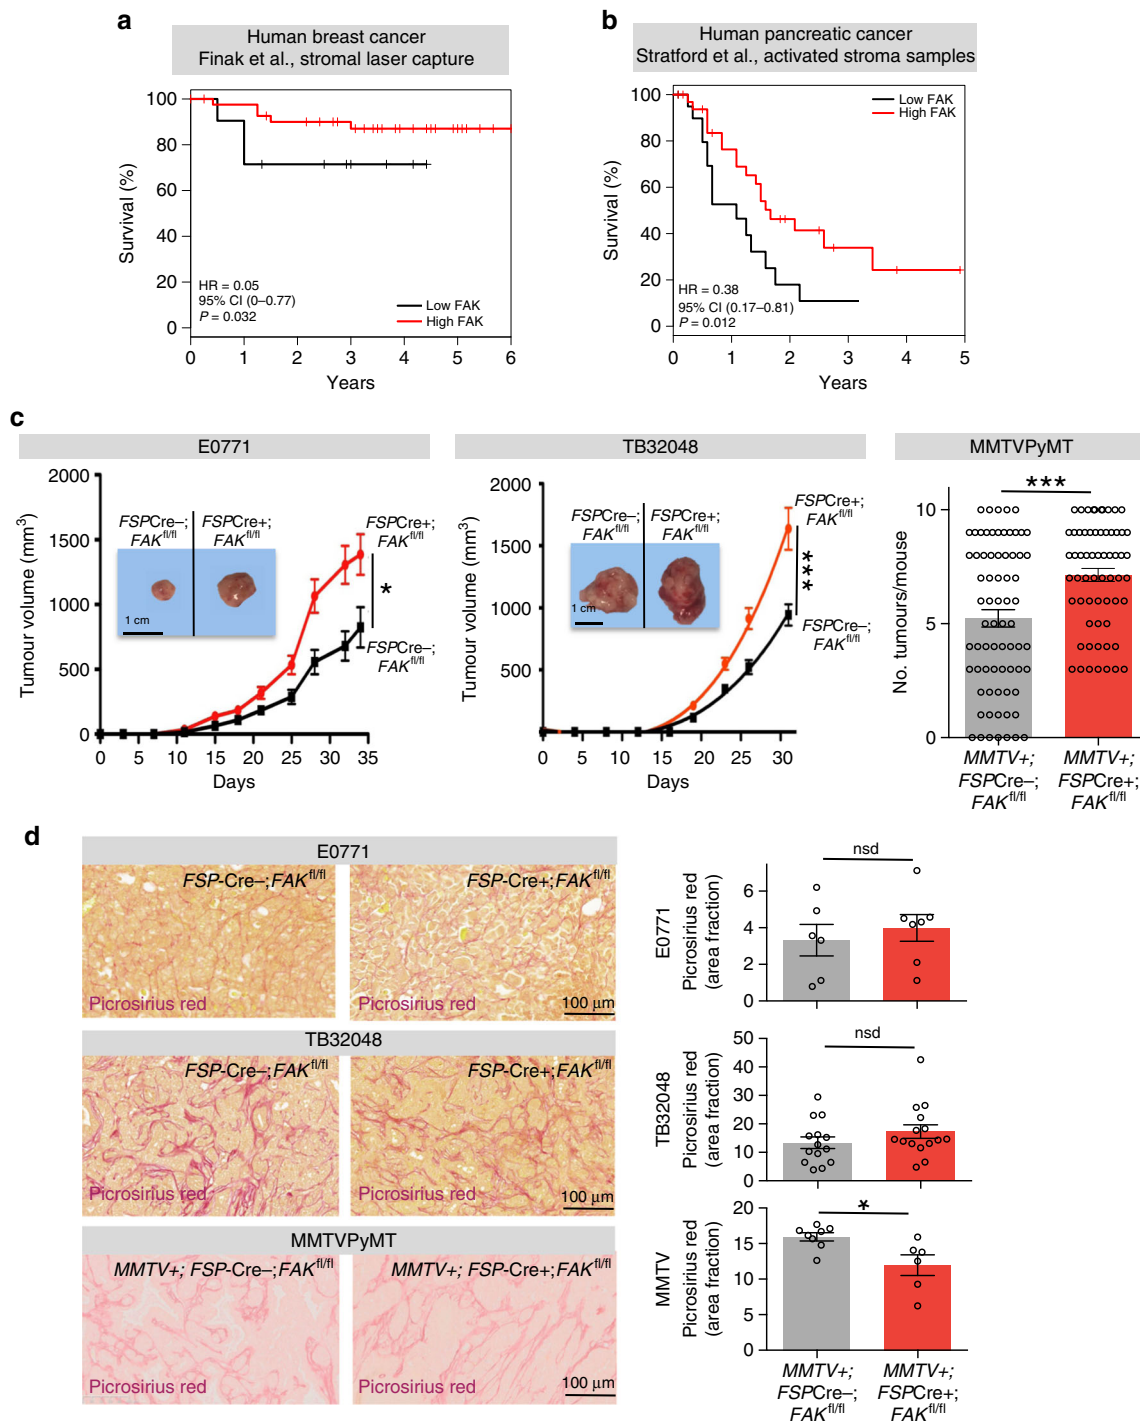 a
Human breast cancer
Finak et al., stromal laser capture
100
80
60
40
20
0
Survival (%)
HR = 0.05
95% CI (0–0.77)
P = 0.032
Low FAK
High FAK
0 1 2 3 4 5 6
Years
b
Human pancreatic cancer
Stratford et al., activated stroma samples
100
80
60
40
20
0
Survival (%)
Low FAK
High FAK
HR = 0.38
95% CI (0.17–0.81)
P = 0.012
0 1 2 3 4 5
Years
c
E0771
2000
1500
1000
500
0
Tumour volume (mm³)
FSPCre–;
FAKfl/fl
FSPCre+;
FAKfl/fl
1 cm
FSPCre+;
FAKfl/fl
*
FSPCre–;
FAKfl/fl
0 5 10 15 20 25 30 35
Days
TB32048
2000
1500
1000
500
0
Tumour volume (mm³)
FSPCre–;
FAKfl/fl
FSPCre+;
FAKfl/fl
1 cm
FSPCre+;
FAKfl/fl
***
FSPCre–;
FAKfl/fl
0 5 10 15 20 25 30
Days
MMTVPyMT
***
10
5
0
No. tumours/mouse
MMTV+;
FSPCre–;
FAKfl/fl
MMTV+;
FSPCre+;
FAKfl/fl
d
E0771
FSP-Cre–;FAKfl/fl
Picrosirius red
FSP-Cre+;FAKfl/fl
Picrosirius red
100 µm
TB32048
FSP-Cre–;FAKfl/fl
Picrosirius red
FSP-Cre+;FAKfl/fl
Picrosirius red
100 µm
MMTVPyMT
MMTV+; FSP-Cre–;FAKfl/fl
Picrosirius red
MMTV+; FSP-Cre+;FAKfl/fl
Picrosirius red
100 µm
E0771
Picrosirius red
(area fraction)
6
4
2
0
nsd
TB32048
Picrosirius red
(area fraction)
50
40
30
20
10
0
nsd
MMTV
Picrosirius red
(area fraction)
20
15
10
5
0
*
MMTV+;
FSPCre–;
FAKfl/fl
MMTV+;
FSPCre+;
FAKfl/fl